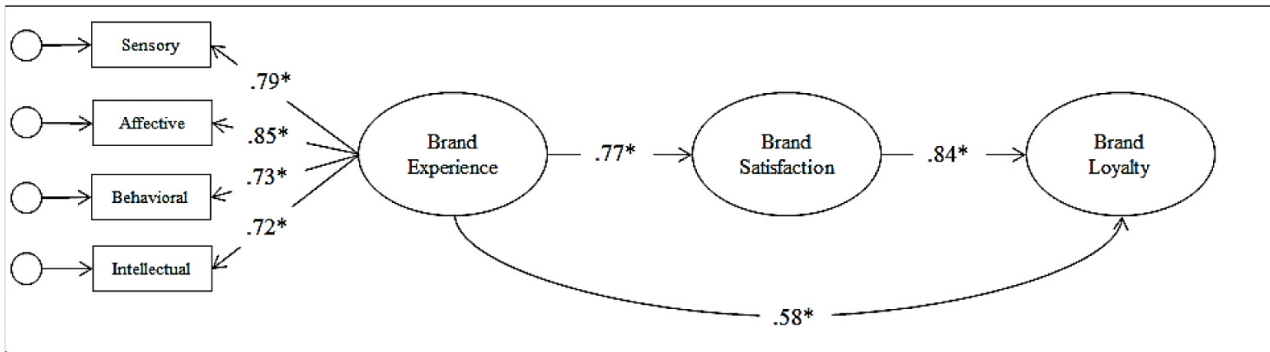 Sensory
.79*
Affective
.85*
Behavioral
.73*
Intellectual
.72*
Brand
Experience
.77*
Brand
Satisfaction
.84*
Brand
Loyalty
.58*